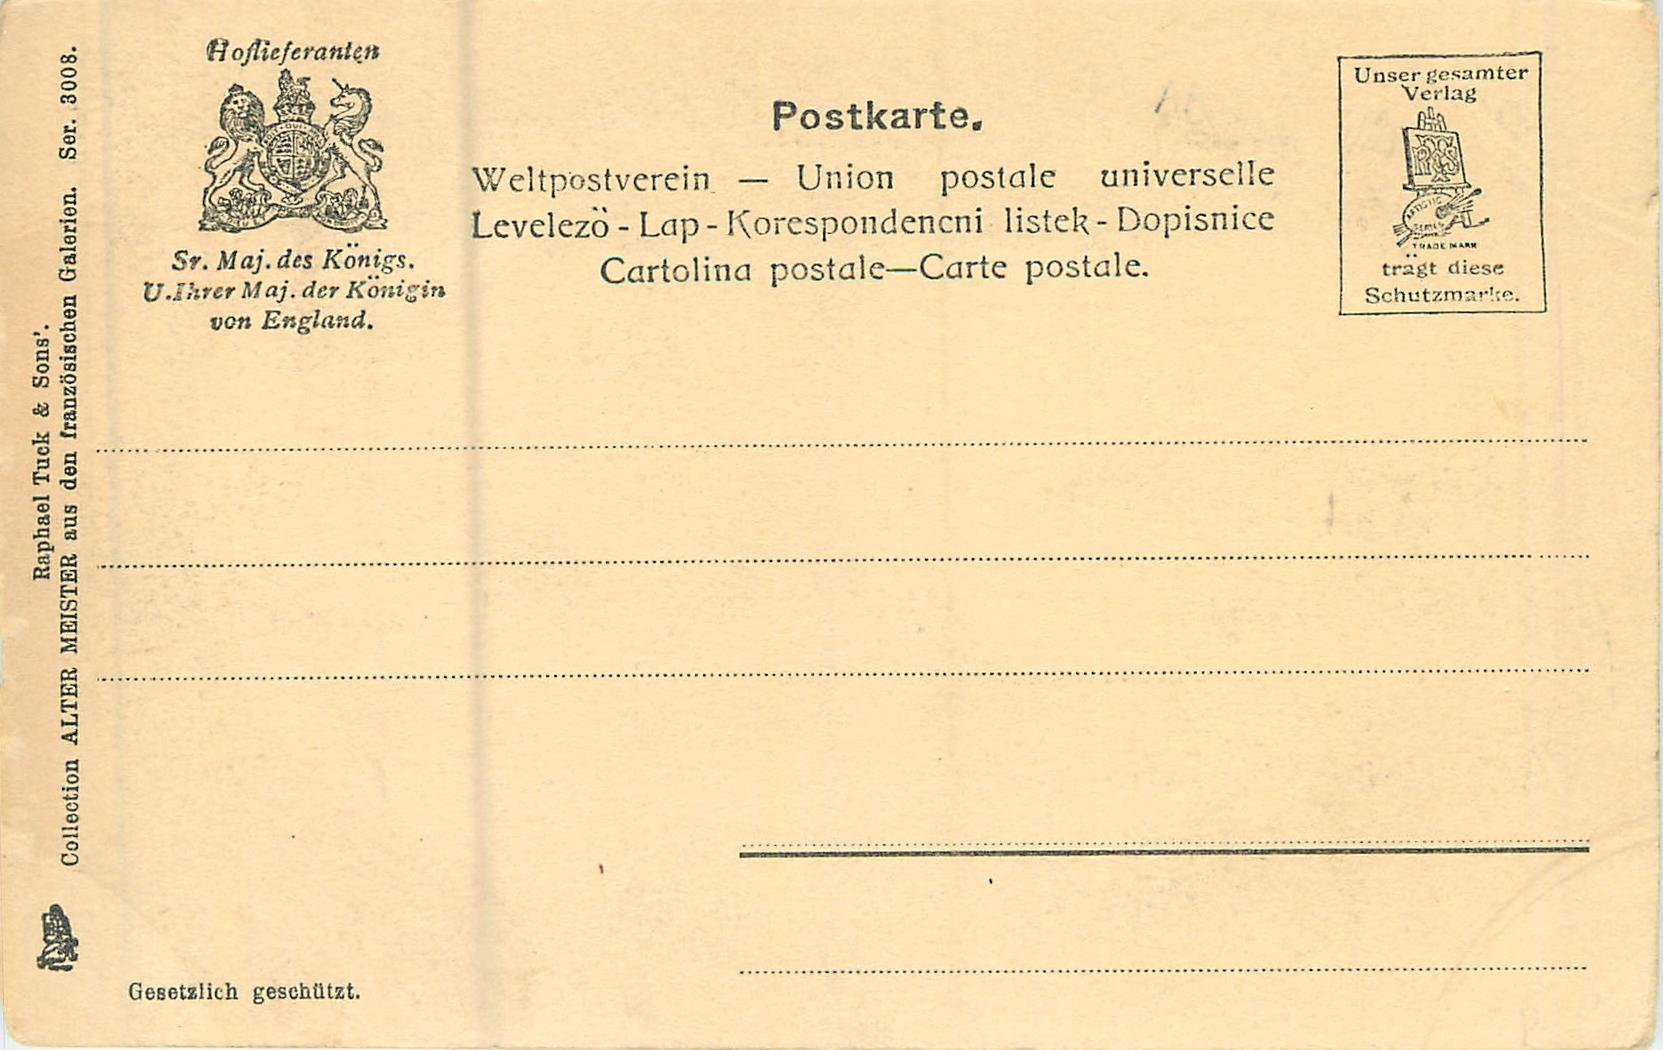 Hoflieferanten
Sr. Maj. des Königs.
U. Ihrer Maj. der Königin
von England.
Postkarte.
Weltpostverein — Union postale universelle
Levelezö-Lap-Korespondencni listek-Dopisnice
Cartolina postale—Carte postale.
Unser gesamter
Verlag
ARTISTIC
TRADE MARK
trägt diese
Schutzmarke.
Raphael Tuck & Sons'.
Collection ALTER MEISTER aus den französischen Galerien. Ser. 3008.
Gesetzlich geschützt.